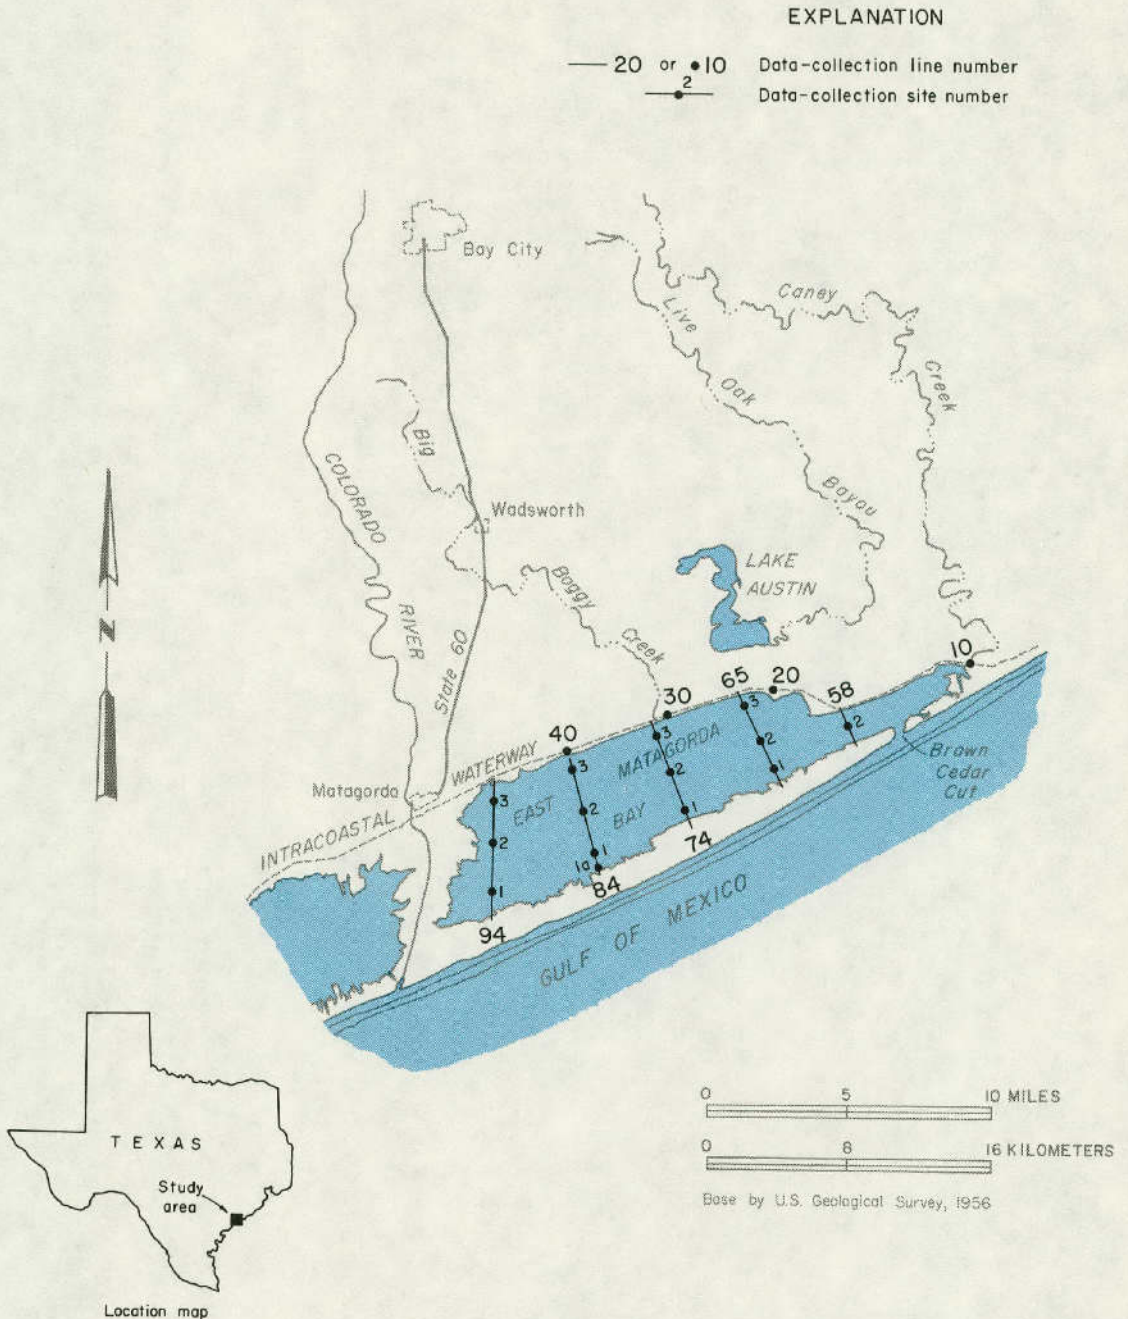 EXPLANATION
20 or •10 Data-collection line number
2 Data-collection site number
Bay City
Caney
Creek
Live
Oak
Bayou
Big
Boggy
Creek
COLORADO
RIVER
Wadsworth
State 60
LAKE
AUSTIN
N
10
20
65
58
30
40
3
2
1
3
2
1
3
2
1
1a
3
2
1
2
94
84
74
EAST
MATAGORDA
BAY
Brown
Cedar
Cut
Matagorda
INTRACOASTAL
WATERWAY
GULF OF MEXICO
0 5 10 MILES
0 8 16 KILOMETERS
Base by U.S. Geological Survey, 1956
TEXAS
Study
area
Location map